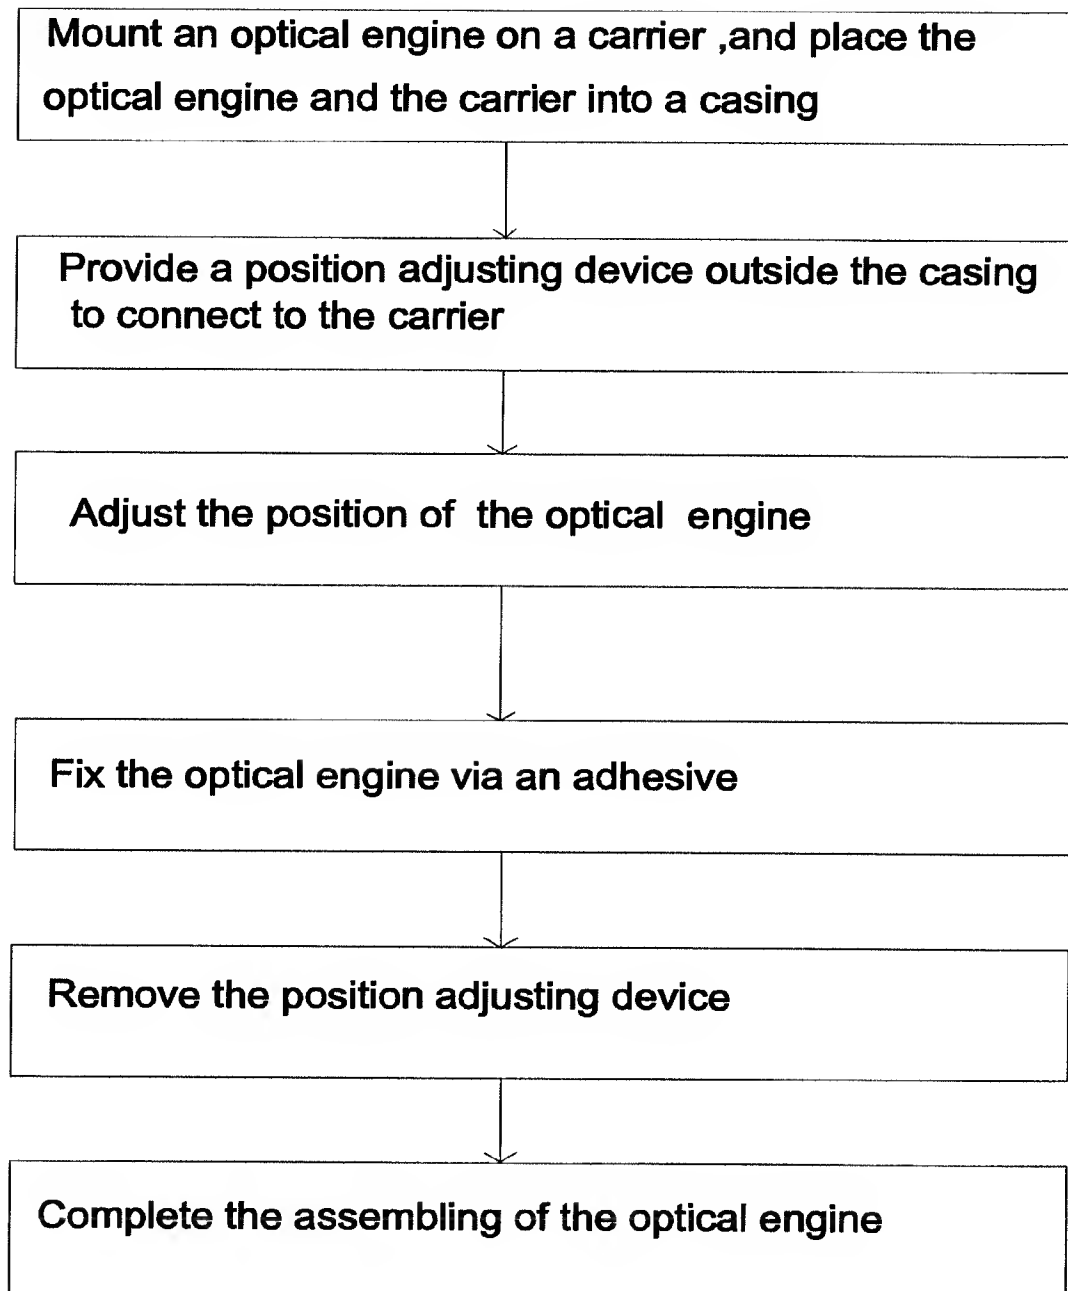 Mount an optical engine on a carrier ,and place the
optical engine and the carrier into a casing
Provide a position adjusting device outside the casing
to connect to the carrier
Adjust the position of the optical engine
Fix the optical engine via an adhesive
Remove the position adjusting device
Complete the assembling of the optical engine